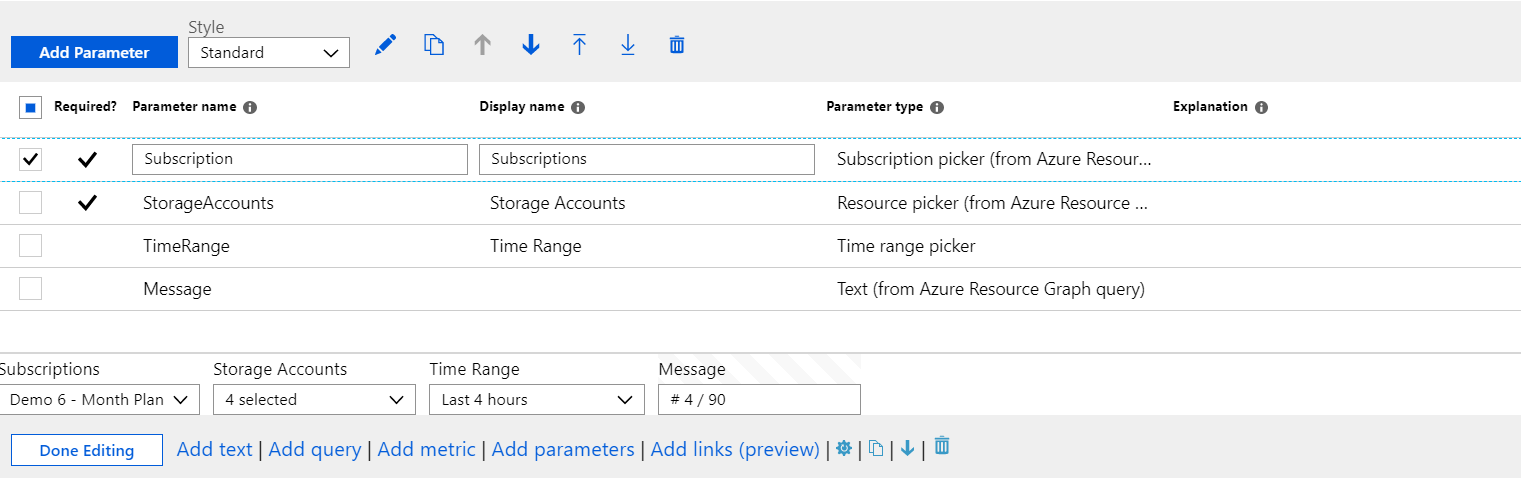 Style
Add Parameter
Standard
Required? Parameter name Display name Parameter type Explanation
Subscription Subscriptions Subscription picker (from Azure Resour...
StorageAccounts Storage Accounts Resource picker (from Azure Resource ...
TimeRange Time Range Time range picker
Message Text (from Azure Resource Graph query)
Subscriptions Storage Accounts Time Range Message
Demo 6 - Month Plan 4 selected Last 4 hours # 4 / 90
Done Editing Add text | Add query | Add metric | Add parameters | Add links (preview) | | | |